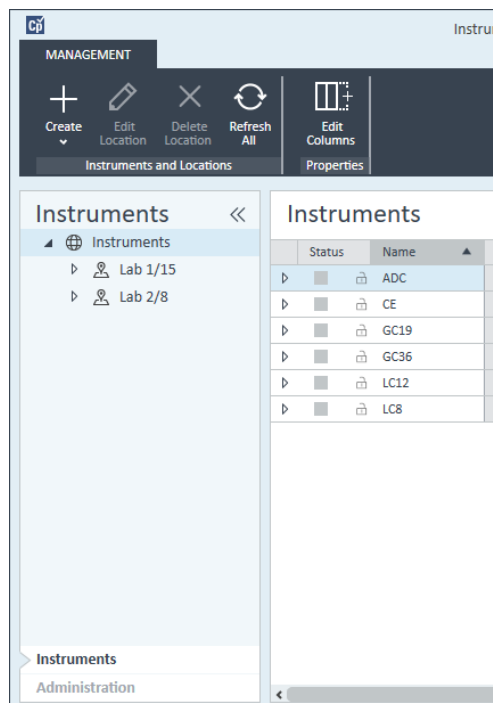 Cp
Instru
MANAGEMENT
Create
Edit
Location
Delete
Location
Refresh
All
Edit
Columns
Instruments and Locations
Properties
Instruments
Instruments
Lab 1/15
Lab 2/8
Instruments
Administration
Instruments
Status
Name
ADC
CE
GC19
GC36
LC12
LC8